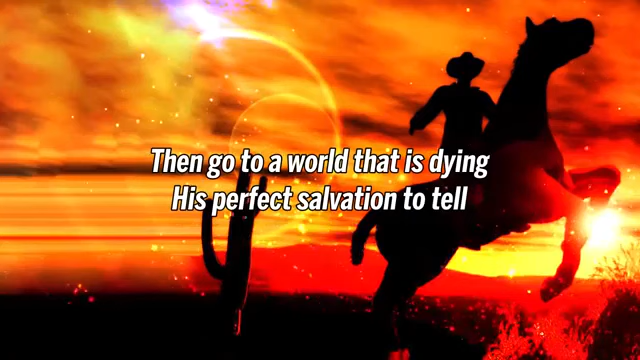 Then go to a world that is dying
His perfect salvation to tell